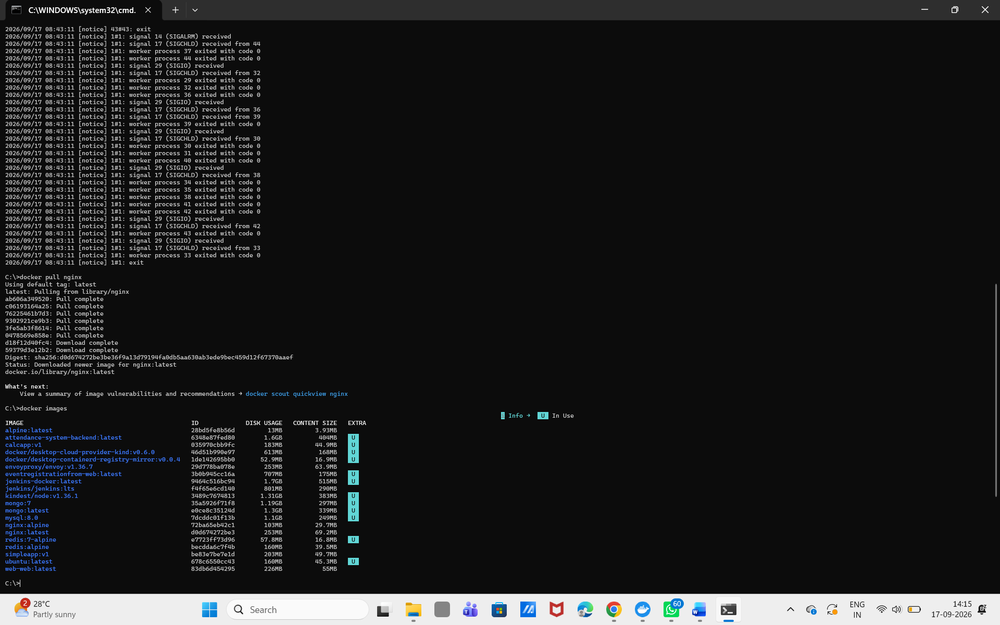 C:\WINDOWS\system32\cmd.
2026/09/17 08:43:11 [notice] 43#43: exit
2026/09/17 08:43:11 [notice] 1#1: signal 14 (SIGALRM) received
2026/09/17 08:43:11 [notice] 1#1: signal 17 (SIGCHLD) received from 44
2026/09/17 08:43:11 [notice] 1#1: worker process 37 exited with code 0
2026/09/17 08:43:11 [notice] 1#1: worker process 44 exited with code 0
2026/09/17 08:43:11 [notice] 1#1: signal 29 (SIGIO) received
2026/09/17 08:43:11 [notice] 1#1: signal 17 (SIGCHLD) received from 32
2026/09/17 08:43:11 [notice] 1#1: worker process 29 exited with code 0
2026/09/17 08:43:11 [notice] 1#1: worker process 32 exited with code 0
2026/09/17 08:43:11 [notice] 1#1: worker process 36 exited with code 0
2026/09/17 08:43:11 [notice] 1#1: signal 29 (SIGIO) received
2026/09/17 08:43:11 [notice] 1#1: signal 17 (SIGCHLD) received from 36
2026/09/17 08:43:11 [notice] 1#1: signal 17 (SIGCHLD) received from 39
2026/09/17 08:43:11 [notice] 1#1: worker process 39 exited with code 0
2026/09/17 08:43:11 [notice] 1#1: signal 29 (SIGIO) received
2026/09/17 08:43:11 [notice] 1#1: signal 17 (SIGCHLD) received from 30
2026/09/17 08:43:11 [notice] 1#1: worker process 30 exited with code 0
2026/09/17 08:43:11 [notice] 1#1: worker process 31 exited with code 0
2026/09/17 08:43:11 [notice] 1#1: worker process 40 exited with code 0
2026/09/17 08:43:11 [notice] 1#1: signal 29 (SIGIO) received
2026/09/17 08:43:11 [notice] 1#1: signal 17 (SIGCHLD) received from 38
2026/09/17 08:43:11 [notice] 1#1: worker process 34 exited with code 0
2026/09/17 08:43:11 [notice] 1#1: worker process 35 exited with code 0
2026/09/17 08:43:11 [notice] 1#1: worker process 38 exited with code 0
2026/09/17 08:43:11 [notice] 1#1: worker process 41 exited with code 0
2026/09/17 08:43:11 [notice] 1#1: worker process 42 exited with code 0
2026/09/17 08:43:11 [notice] 1#1: signal 29 (SIGIO) received
2026/09/17 08:43:11 [notice] 1#1: signal 17 (SIGCHLD) received from 42
2026/09/17 08:43:11 [notice] 1#1: worker process 43 exited with code 0
2026/09/17 08:43:11 [notice] 1#1: signal 29 (SIGIO) received
2026/09/17 08:43:11 [notice] 1#1: signal 17 (SIGCHLD) received from 33
2026/09/17 08:43:11 [notice] 1#1: worker process 33 exited with code 0
2026/09/17 08:43:11 [notice] 1#1: exit
C:\>docker pull nginx
Using default tag: latest
latest: Pulling from library/nginx
ab606a349520: Pull complete
c06193164a25: Pull complete
76225461b7d3: Pull complete
9302921ce9b3: Pull complete
3fe5ab3f8614: Pull complete
0478569e858e: Pull complete
d18f12d40fc4: Download complete
59379d3e12b2: Download complete
Digest: sha256:d0d674272be3be36f9a13d79194fa0db5aa630ab3ede9bec459d12f67370aaef
Status: Downloaded newer image for nginx:latest
docker.io/library/nginx:latest
What's next:
View a summary of image vulnerabilities and recommendations → docker scout quickview nginx
C:\>docker images
i Info → U In Use
IMAGE ID DISK USAGE CONTENT SIZE EXTRA
alpine:latest 28bd5fe8b56d 13MB 3.93MB
attendance-system-backend:latest 6348e87fed80 1.6GB 404MB U
calcapp:v1 035970cbb9fc 183MB 44.9MB U
docker/desktop-cloud-provider-kind:v0.6.0 46d51b990e97 613MB 168MB U
docker/desktop-containerd-registry-mirror:v0.0.4 1de142695bb0 52.9MB 16.9MB U
envoyproxy/envoy:v1.36.7 29d778ba078e 253MB 63.9MB
eventregistrationfrom-web:latest 3b0b945cc16a 707MB 175MB U
jenkins-docker:latest 9464c516bc94 1.7GB 515MB U
jenkins/jenkins:lts f4f65e6cd140 801MB 290MB
kindest/node:v1.36.1 3489c7674813 1.31GB 383MB U
mongo:7 35a5926f71f8 1.19GB 297MB U
mongo:latest e0ce8c35124d 1.3GB 339MB U
mysql:8.0 7dcddc01f13b 1.1GB 249MB U
nginx:alpine 72ba65eb42c1 103MB 29.7MB
nginx:latest d0d674272be3 253MB 69.2MB
redis:7-alpine e7723ff73d96 57.8MB 16.8MB U
redis:alpine becdda6c7f4b 160MB 39.5MB
simpleapp:v1 be83e7be7e1d 203MB 49.7MB
ubuntu:latest 678c6550cc43 160MB 45.3MB U
web-web:latest 83db6d454295 226MB 55MB
C:\>
2
28°C
Partly sunny
Search
60
ENG
IN
14:15
17-09-2026